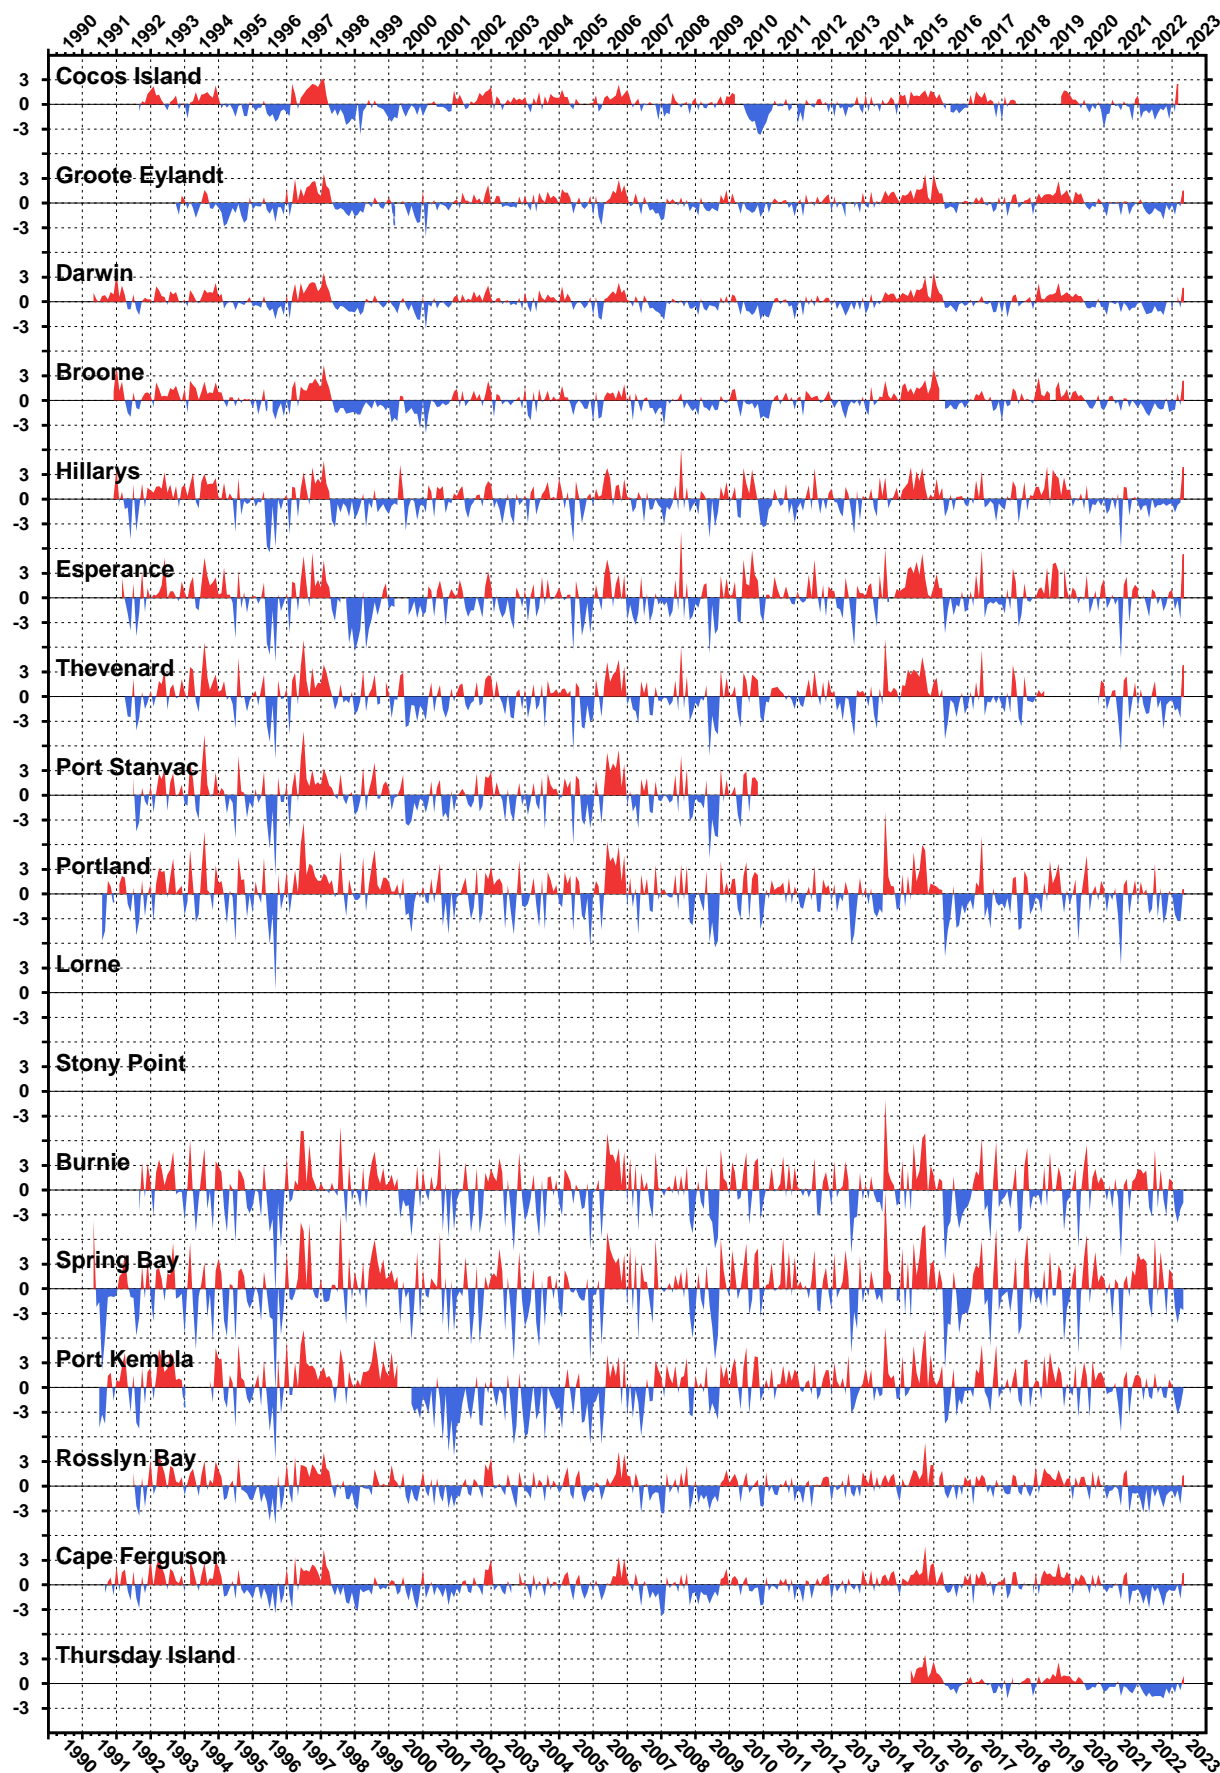 1990 1991 1992 1993 1994 1995 1996 1997 1998 1999 2000 2001 2002 2003 2004 2005 2006 2007 2008 2009 2010 2011 2012 2013 2014 2015 2016 2017 2018 2019 2020 2021 2022 2023
3 Cocos Island
0
-3
3 Groote Eylandt
0
-3
3 Darwin
0
-3
3 Broome
0
-3
3 Hillarys
0
-3
3 Esperance
0
-3
3 Thevenard
0
-3
3 Port Stanvac
0
-3
3 Portland
0
-3
3 Lorne
0
-3
3 Stony Point
0
-3
3 Burnie
0
-3
3 Spring Bay
0
-3
3 Port Kembla
0
-3
3 Rosslyn Bay
0
-3
3 Cape Ferguson
0
-3
3 Thursday Island
0
-3
1990 1991 1992 1993 1994 1995 1996 1997 1998 1999 2000 2001 2002 2003 2004 2005 2006 2007 2008 2009 2010 2011 2012 2013 2014 2015 2016 2017 2018 2019 2020 2021 2022 2023